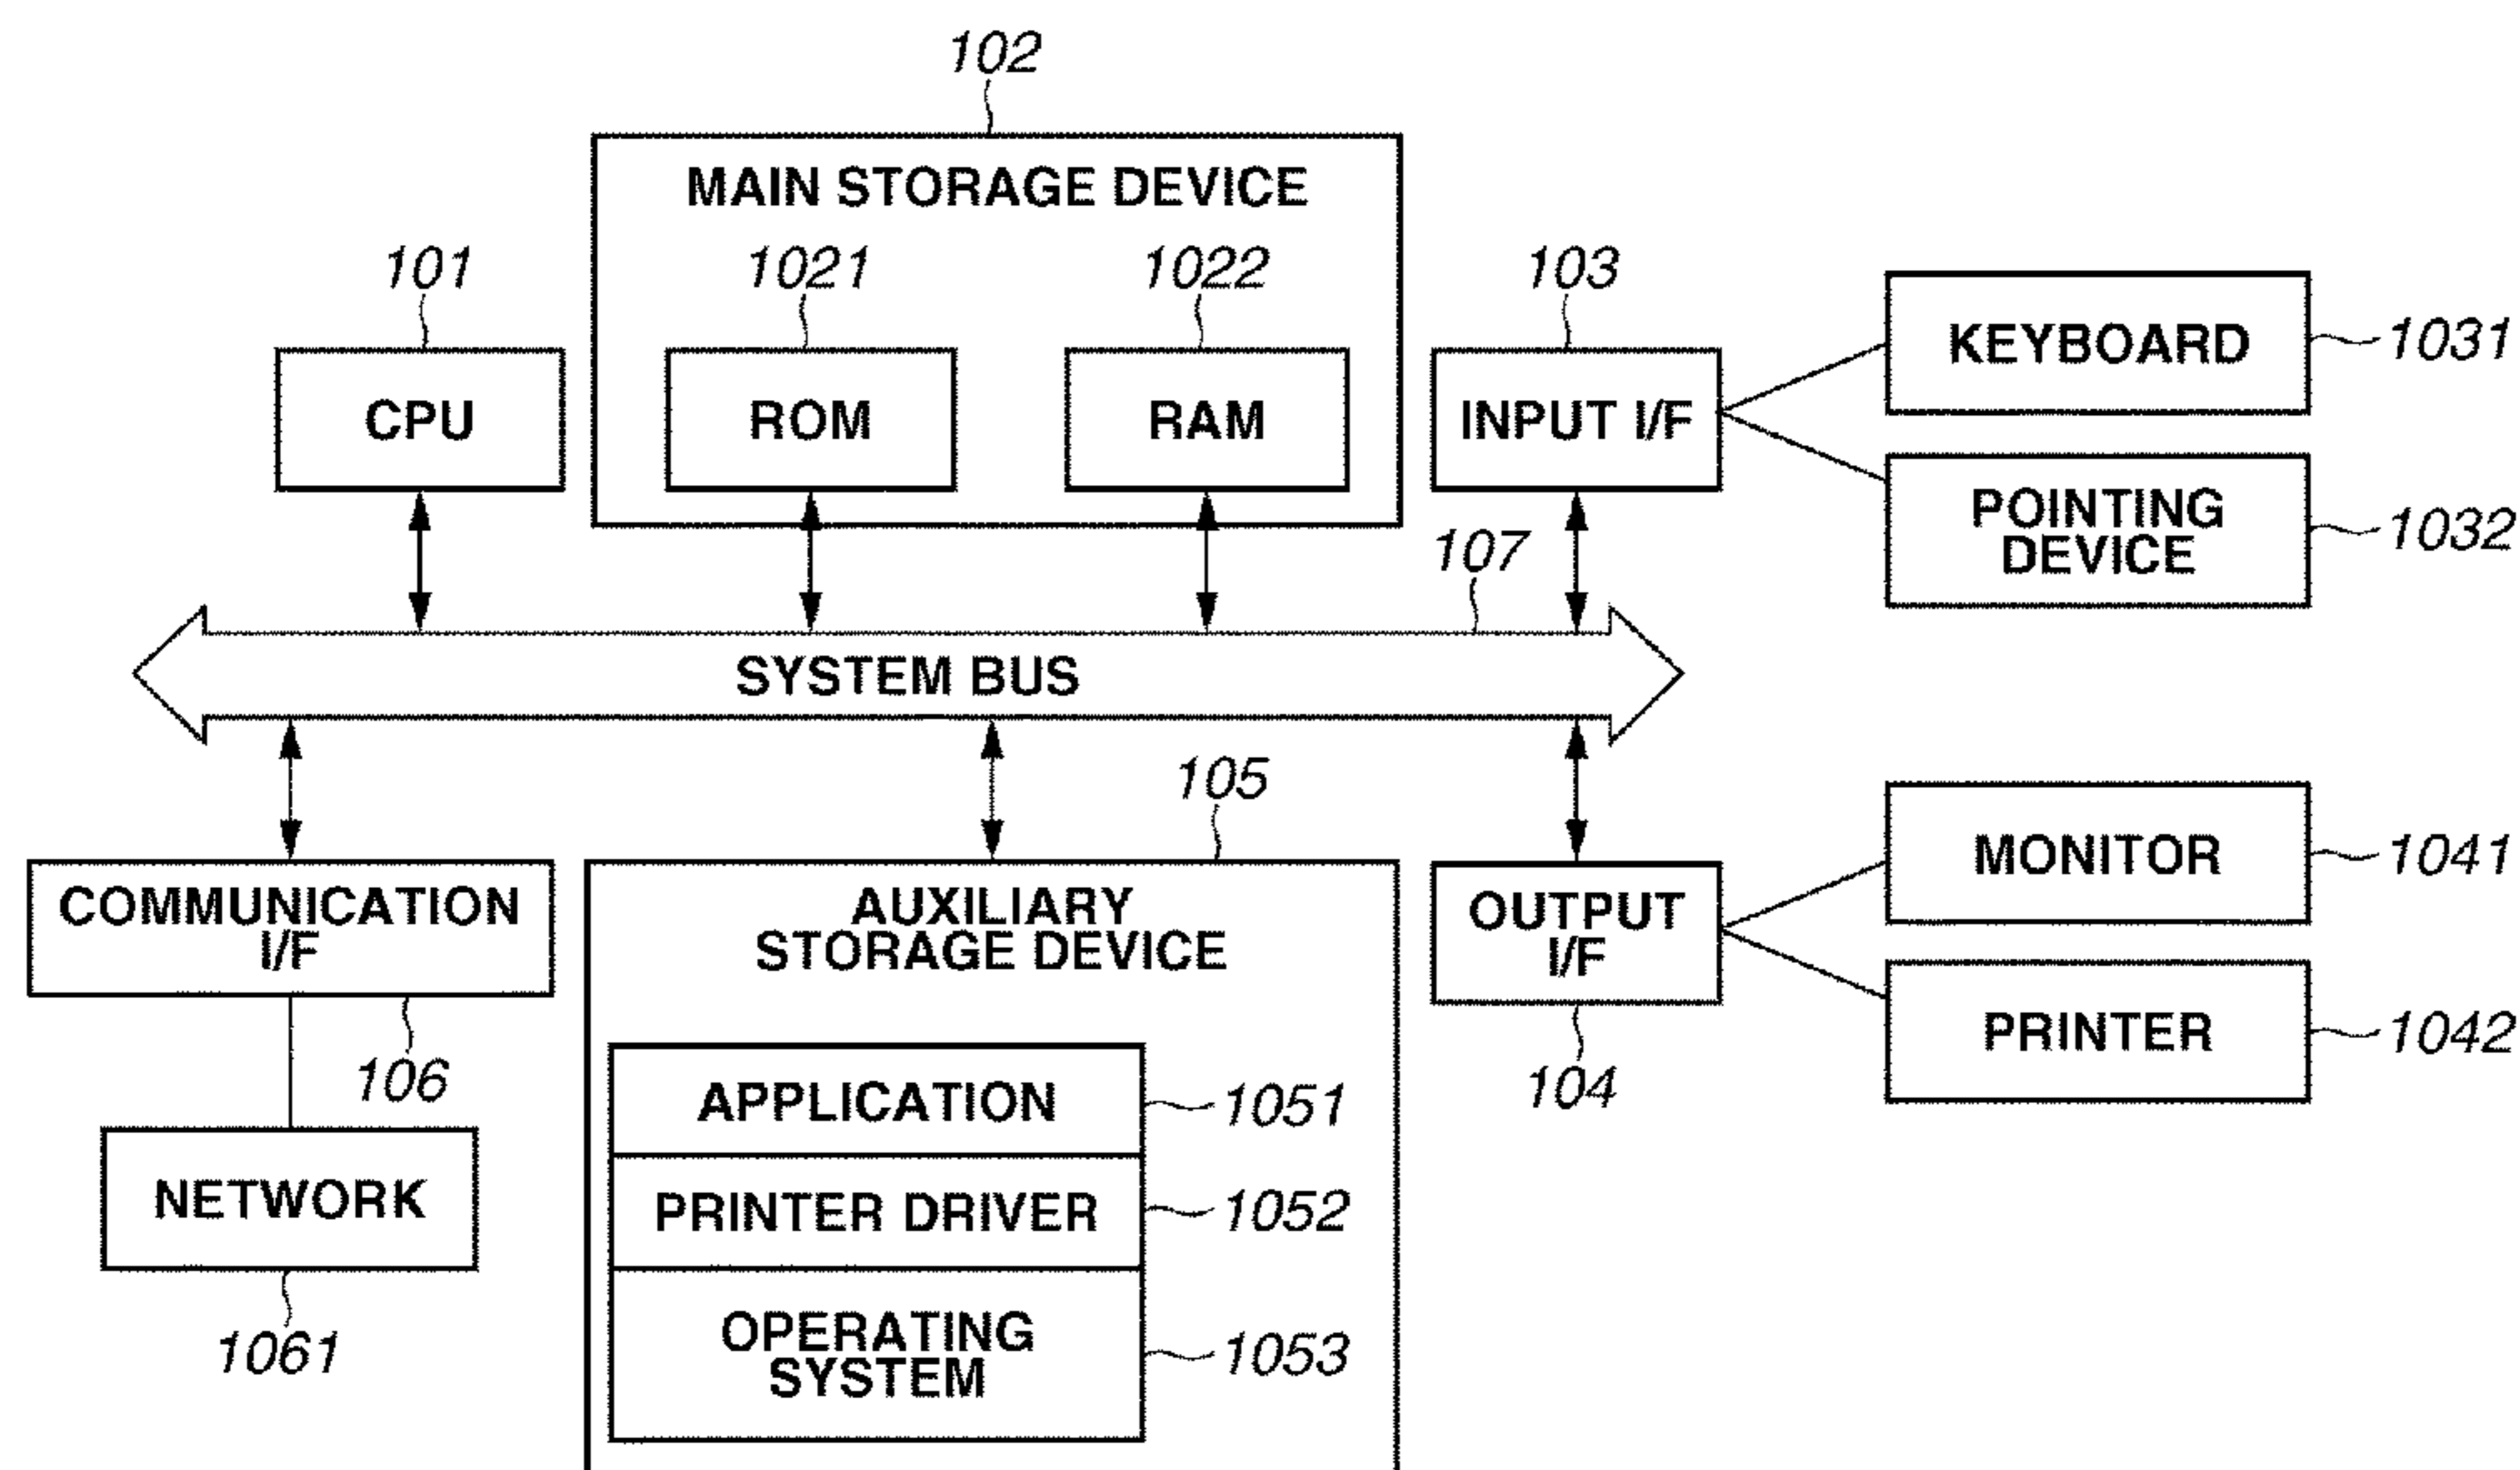 102
MAIN STORAGE DEVICE
101
1021
1022
103
CPU
ROM
RAM
INPUT I/F
KEYBOARD
1031
POINTING
DEVICE
1032
107
SYSTEM BUS
105
COMMUNICATION
I/F
106
AUXILIARY
STORAGE DEVICE
OUTPUT
I/F
104
MONITOR
1041
PRINTER
1042
NETWORK
1061
APPLICATION
1051
PRINTER DRIVER
1052
OPERATING
SYSTEM
1053